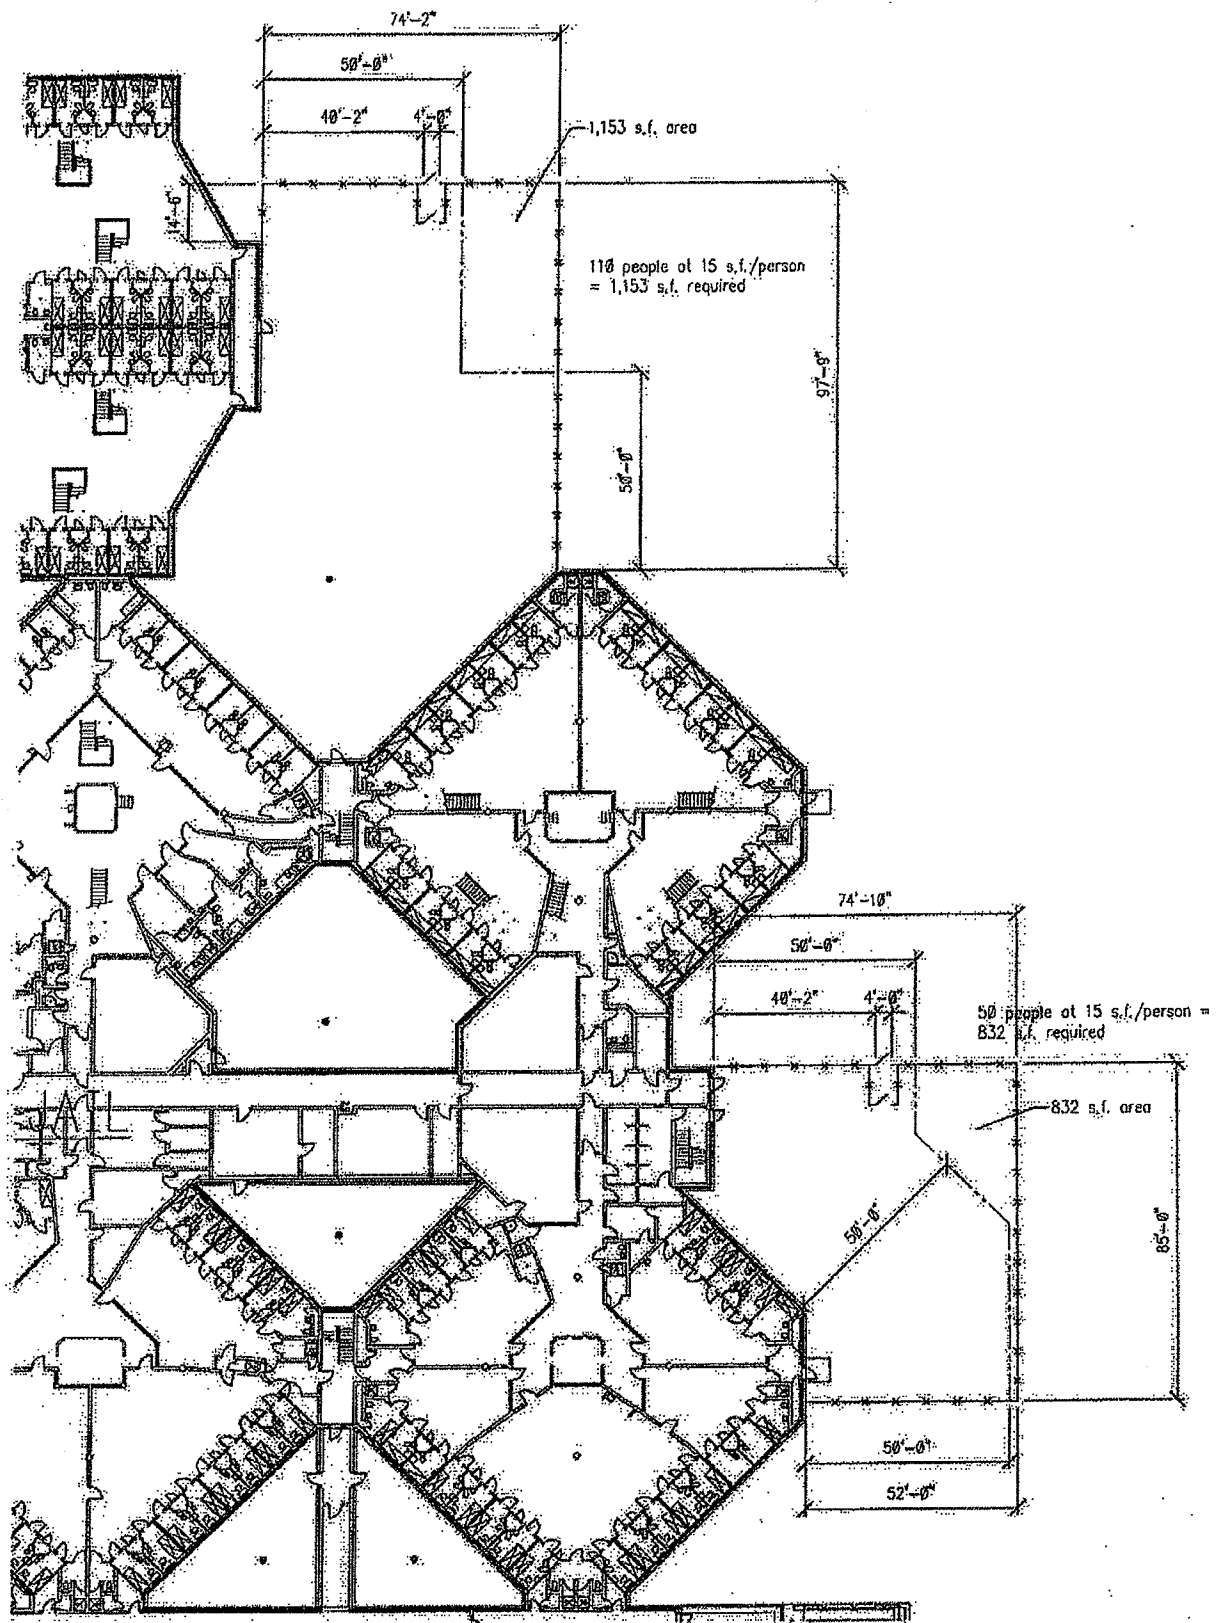 74'-2"
50'-0"
40'-2" 4'-0"
1,153 s.f. area
14'-6"
110 people at 15 s.f./person
= 1,153 s.f. required
97'-9"
50'-0"
74'-10"
50'-0"
40'-2" 4'-0"
50 people at 15 s.f./person =
832 s.f. required
832 s.f. area
JAIL
50'-0"
85'-0"
50'-0"
52'-0"